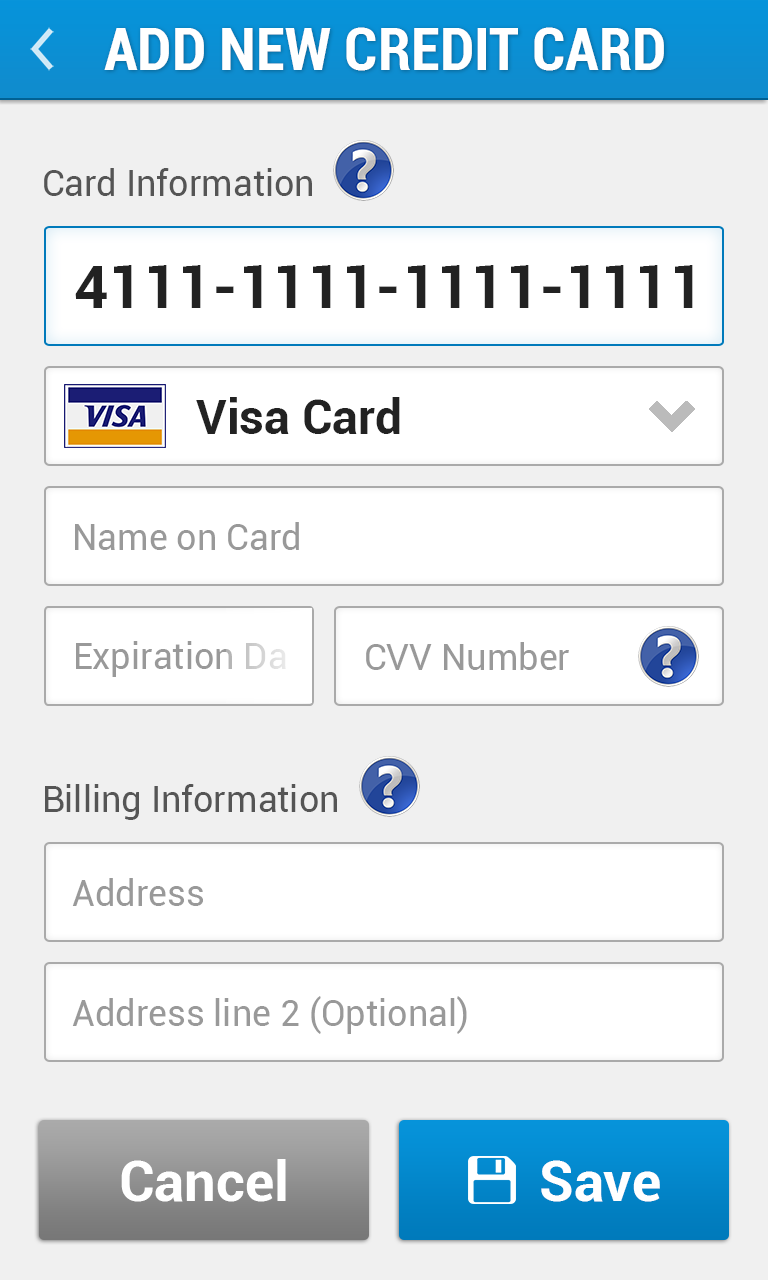 ADD NEW CREDIT CARD
Card Information ?
4111-1111-1111-1111
VISA Visa Card
Name on Card
Expiration Da CVV Number ?
Billing Information ?
Address
Address line 2 (Optional)
Cancel Save